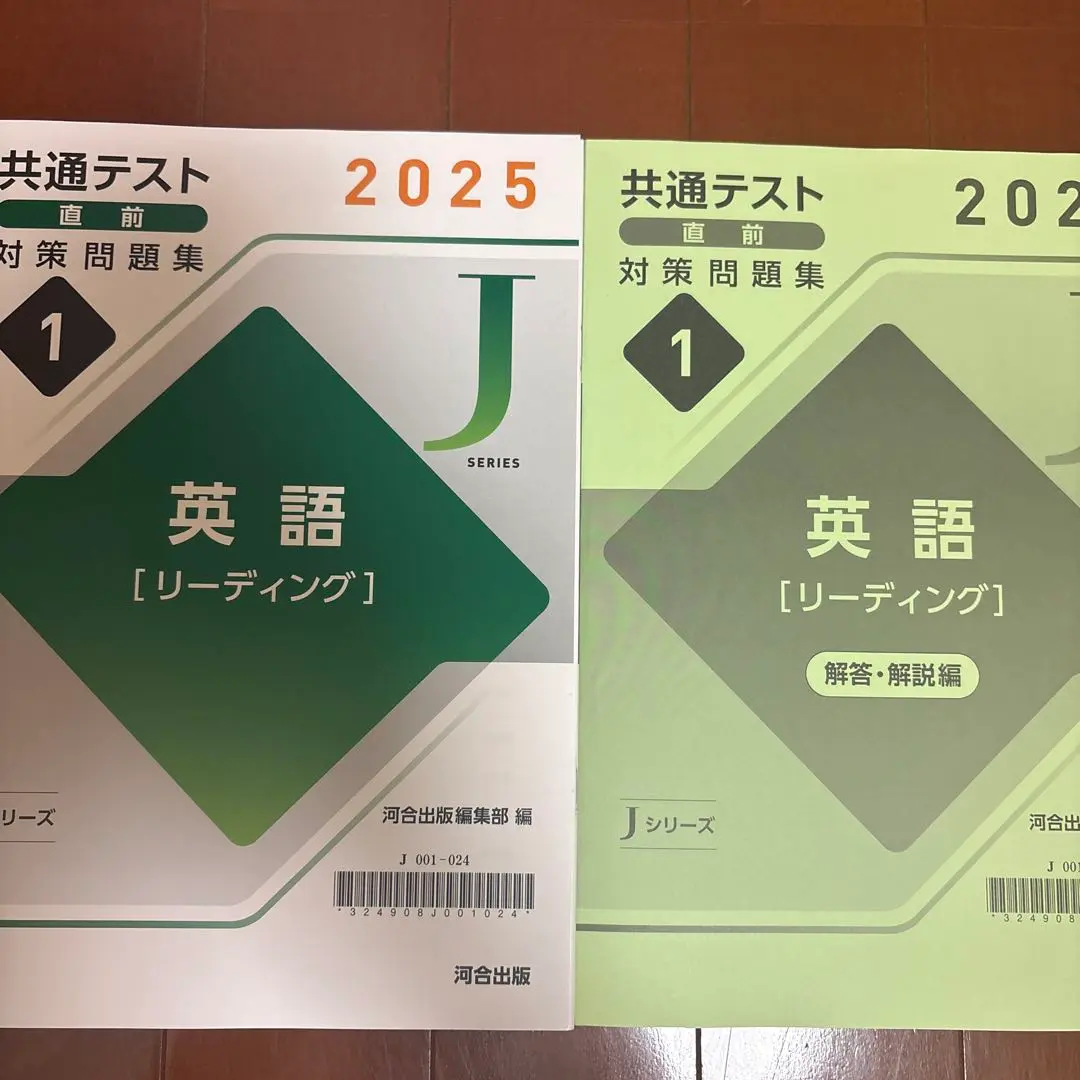 共通テスト
直前
対策問題集
2025
1
J
SERIES
英語
[リーディング]
リーズ
河合出版編集部 編
J 001-024
*324908J001024*
河合出版
共通テスト
直前
対策問題集
202
1
英語
[リーディング]
解答・解説編
Jシリーズ
河合出
J 001
*324908